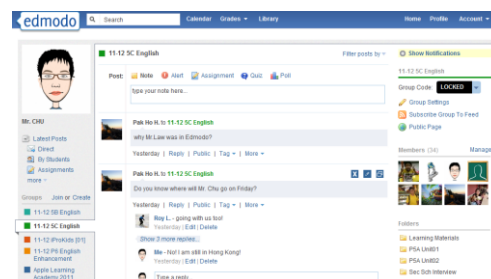 edmodo
Search
Calendar Grades Library
Home Profile Account
11-12 5C English
Filter posts by
Post: Note Alert Assignment Quiz Poll
type your note here...
Mr. CHU
Latest Posts
Direct
By Students
Assignments
more
Groups Join or Create
11-12 5B English
11-12 5C English
11-12 iProKids [01]
11-12 P6 English Enhancement
Apple Learning Academy 2011
Pak Ho H. to 11-12 5C English
why Mr.Law was in Edmodo?
Yesterday | Reply | Public | Tag | More
Pak Ho H. to 11-12 5C English
Do you know where will Mr. Chu go on Friday?
Yesterday | Reply | Public | Tag | More
Roy L. - going with us too!
Yesterday | Edit | Delete
Show 3 more replies...
Me - No! I am still in Hong Kong!
Yesterday | Edit | Delete
Type a reply...
Show Notifications
11-12 5C English
Group Code: LOCKED
Group Settings
Subscribe Group To Feed
Public Page
Members (34) Manage
Folders
Learning Materials
P5A Unit01
P5A Unit02
Sec Sch Interview